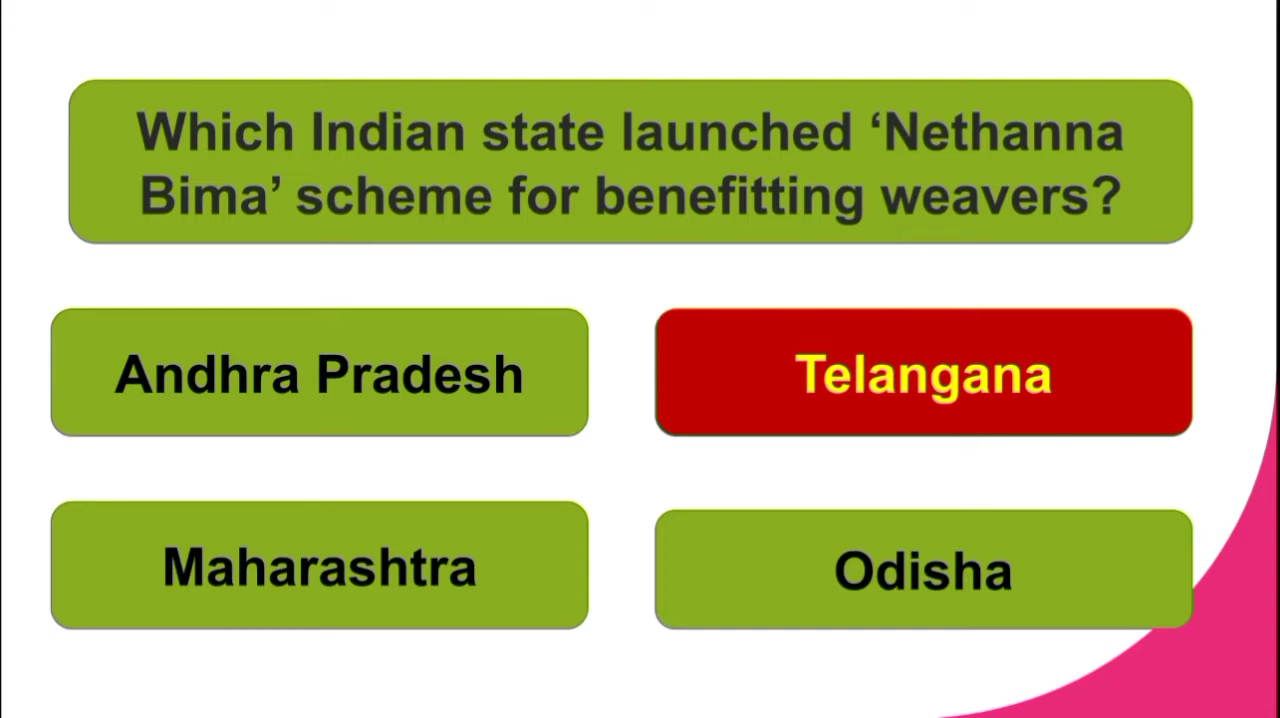 Which Indian state launched ‘Nethanna
Bima’ scheme for benefitting weavers?
Andhra Pradesh
Telangana
Maharashtra
Odisha